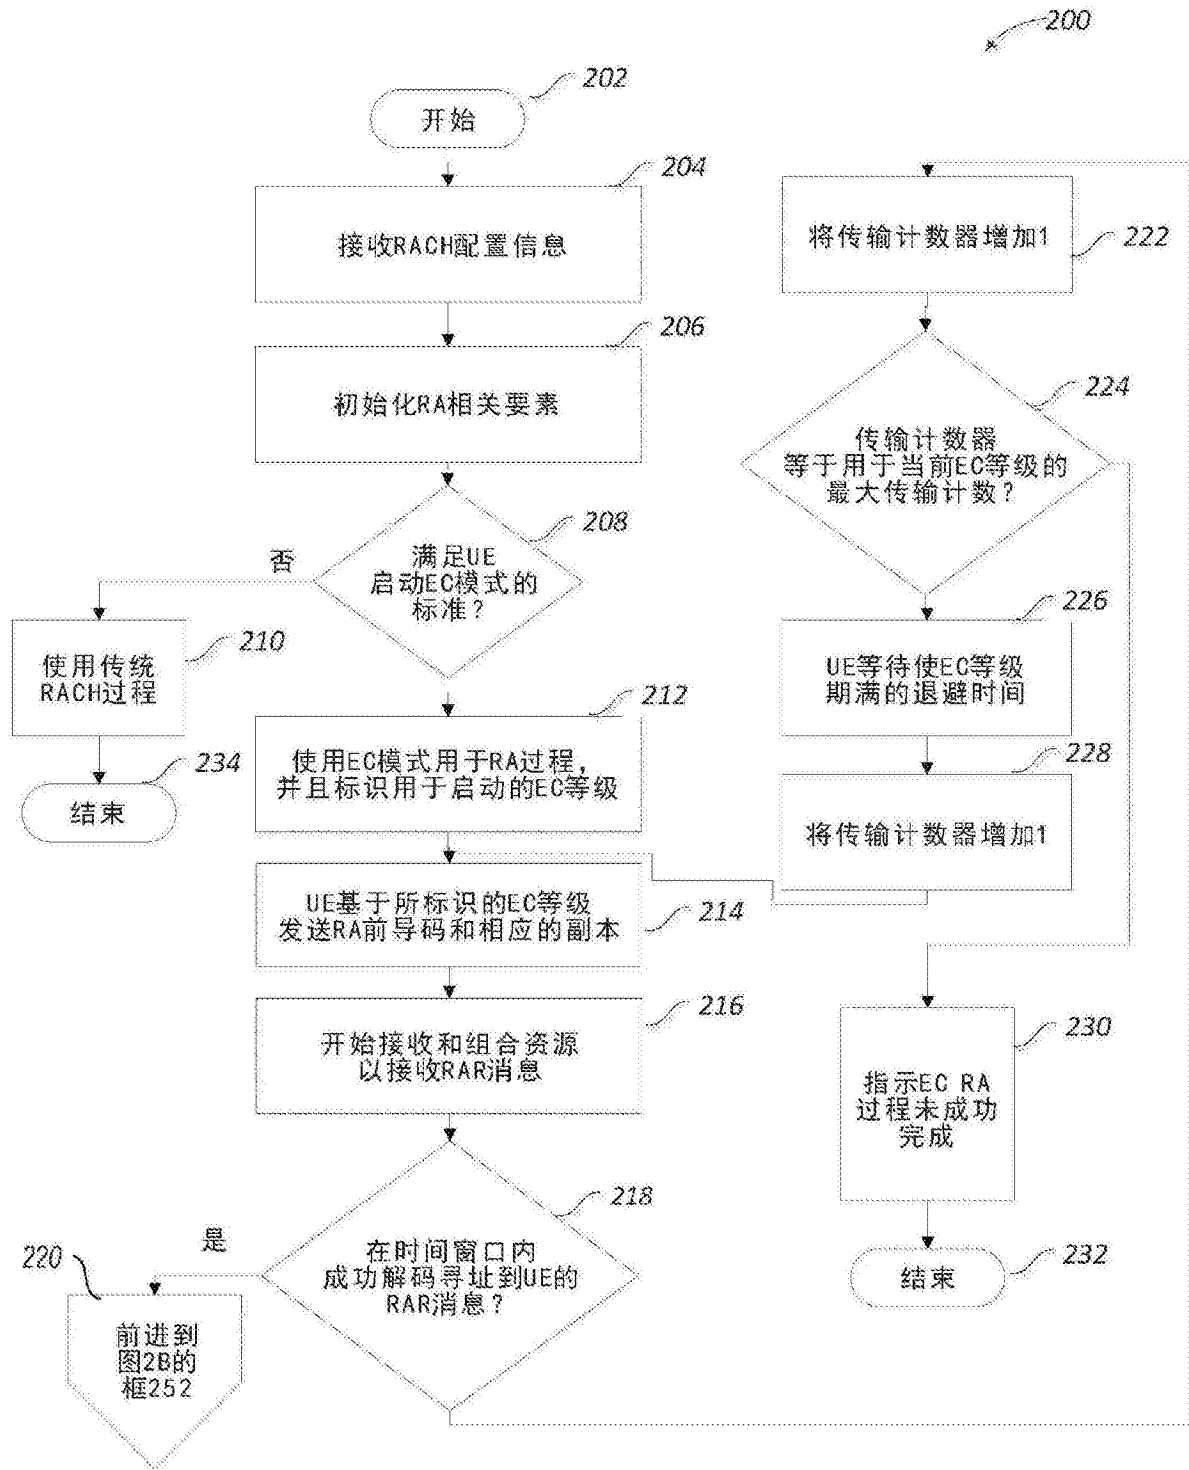 200
202
开始
204
接收RACH配置信息
206
初始化RA相关要素
208
满足UE
启动EC模式的
标准?
否
210
使用传统
RACH过程
234
结束
212
使用EC模式用于RA过程,
并且标识用于启动的EC等级
214
UE基于所标识的EC等级
发送RA前导码和相应的副本
216
开始接收和组合资源
以接收RAR消息
218
在时间窗口内
成功解码寻址到UE的
RAR消息?
是
220
前进到
图2B的
框252
222
将传输计数器增加1
224
传输计数器
等于用于当前EC等级的
最大传输计数?
226
UE等待使EC等级
期满的退避时间
228
将传输计数器增加1
230
指示EC RA
过程未成功
完成
232
结束